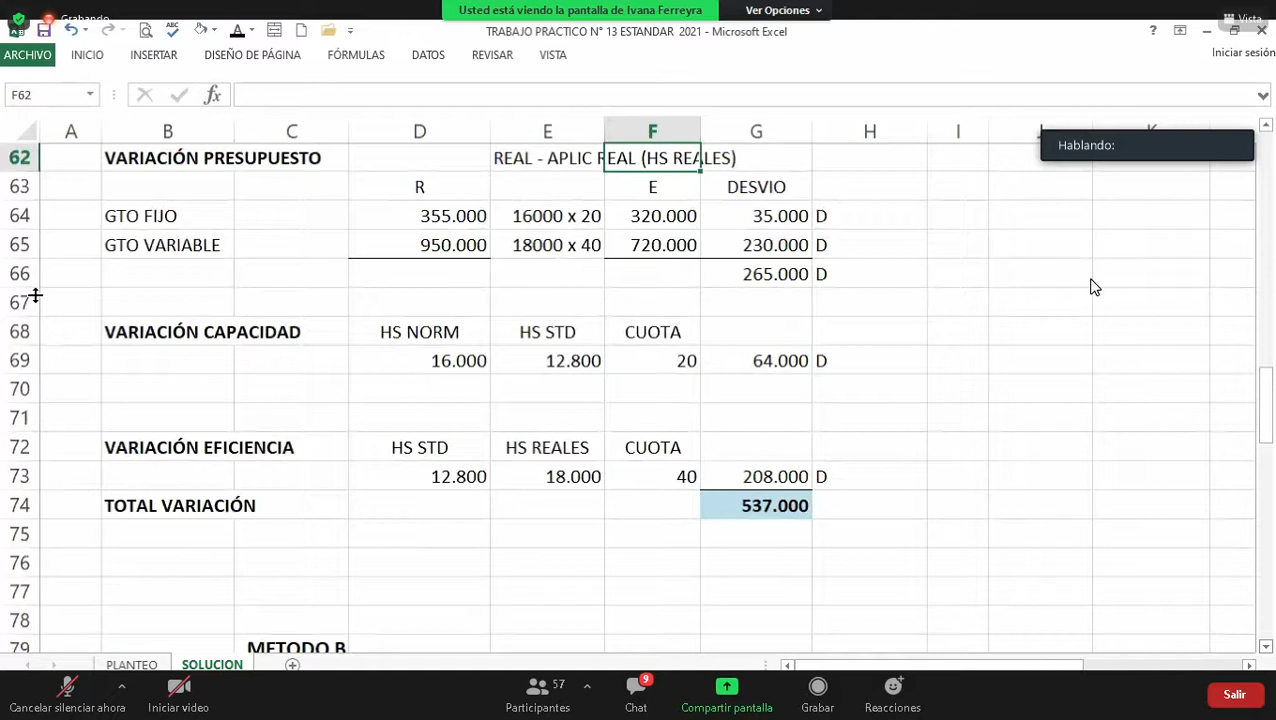 Usted está viendo la pantalla de Ivana Ferreyra
Ver Opciones
Grabando
Vista
TRABAJO PRACTICO N° 13 ESTANDAR 2021 - Microsoft Excel
ARCHIVO INICIO INSERTAR DISEÑO DE PÁGINA FÓRMULAS DATOS REVISAR VISTA Iniciar sesión
F62 fx
A B C D E F G H I J K
Hablando:
62 VARIACIÓN PRESUPUESTO REAL - APLIC REAL (HS REALES)
63 R E DESVIO
64 GTO FIJO 355.000 16000 x 20 320.000 35.000 D
65 GTO VARIABLE 950.000 18000 x 40 720.000 230.000 D
66 265.000 D
67
68 VARIACIÓN CAPACIDAD HS NORM HS STD CUOTA
69 16.000 12.800 20 64.000 D
70
71
72 VARIACIÓN EFICIENCIA HS STD HS REALES CUOTA
73 12.800 18.000 40 208.000 D
74 TOTAL VARIACIÓN 537.000
75
76
77
78
79 METODO B
PLANTEO SOLUCION
Cancelar silenciar ahora Iniciar video 57 Participantes 9 Chat Compartir pantalla Grabar Reacciones Salir